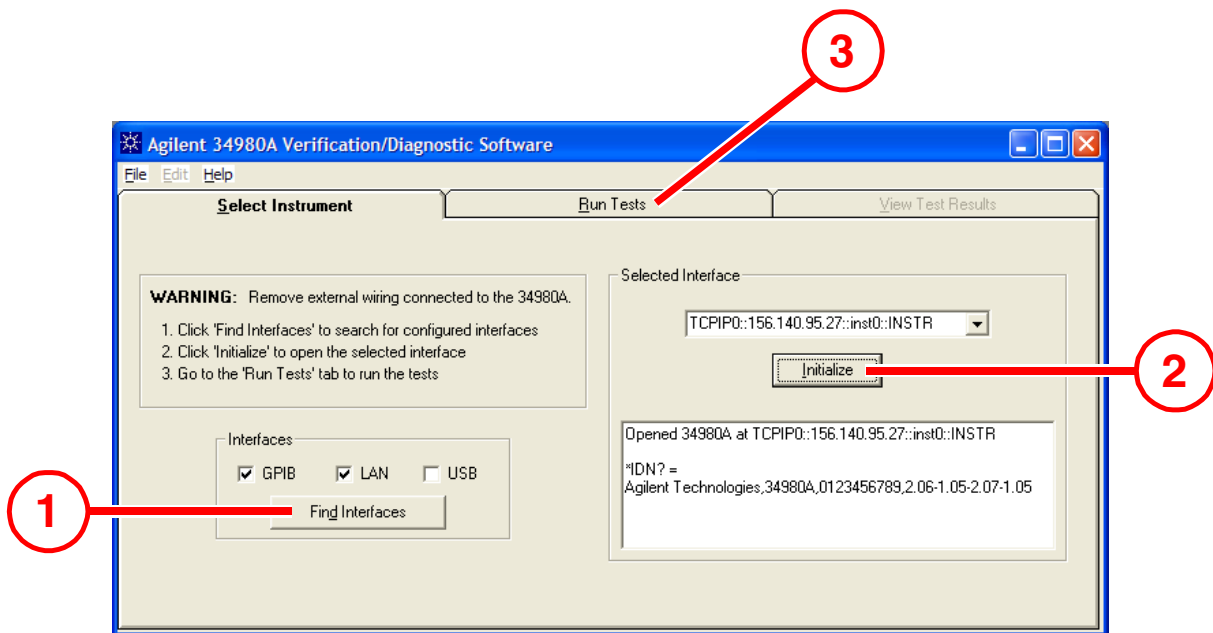 3
Agilent 34980A Verification/Diagnostic Software
File Edit Help
Select Instrument
Run Tests
View Test Results
WARNING: Remove external wiring connected to the 34980A.
1. Click 'Find Interfaces' to search for configured interfaces
2. Click 'Initialize' to open the selected interface
3. Go to the 'Run Tests' tab to run the tests
Interfaces
GPIB LAN USB
Find Interfaces
1
Selected Interface
TCPIP0::156.140.95.27::inst0::INSTR
Initialize
2
Opened 34980A at TCPIP0::156.140.95.27::inst0::INSTR
*IDN? =
Agilent Technologies,34980A,0123456789,2.06-1.05-2.07-1.05